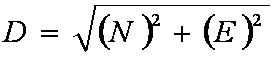 D = √((N)² + (E)²)